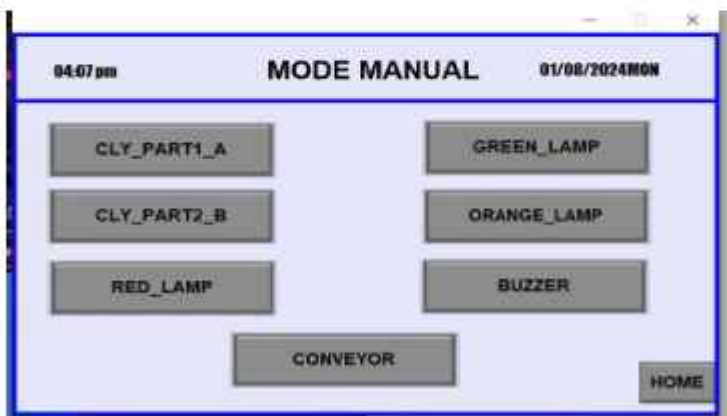 04:07 pm MODE MANUAL 01/08/2024MON
CLY_PART1_A GREEN_LAMP
CLY_PART2_B ORANGE_LAMP
RED_LAMP BUZZER
CONVEYOR
HOME